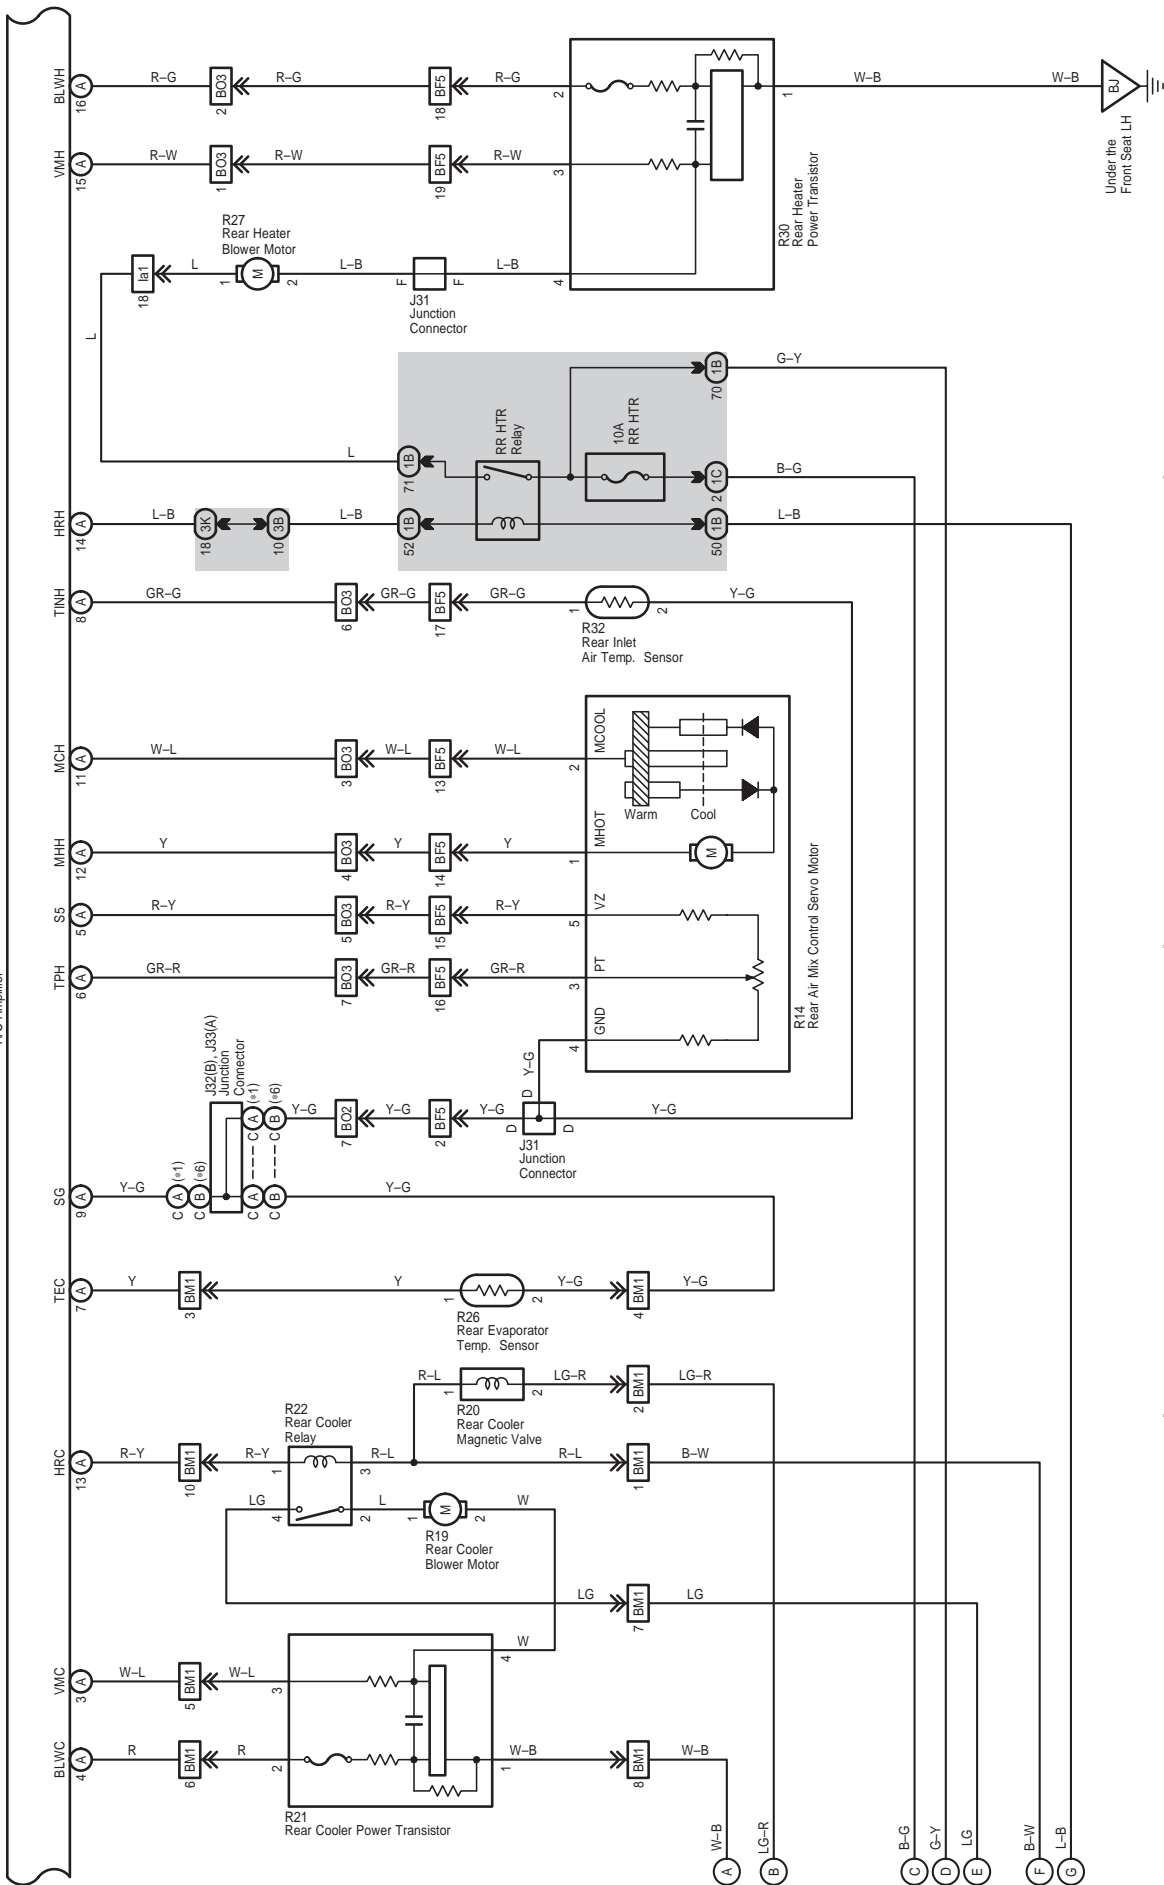 BLWH
16 A
R–G
2 BO3
R–G
18 BF5
R–G
2
1
W–B
W–B
BJ
Under the
Front Seat LH
VMH
15 A
R–W
1 BO3
R–W
19 BF5
R–W
3
R30
Rear Heater
Power Transistor
R27
Rear Heater
Blower Motor
18 Ia1
L
1
M
2
L–B
F
F
J31
Junction
Connector
L–B
4
L
L
71 1B
RR HTR
Relay
10A
RR HTR
70 1B
G–Y
2 1C
B–G
HRH
14 A
L–B
18 3K
10 3B
L–B
52 1B
50 1B
L–B
TINH
8 A
GR–G
6 BO3
GR–G
17 BF5
GR–G
1
2
R32
Rear Inlet
Air Temp. Sensor
Y–G
MCH
11 A
W–L
3 BO3
W–L
13 BF5
W–L
2
MCOOL
Warm
Cool
MHH
12 A
Y
4 BO3
Y
14 BF5
Y
1
MHOT
M
S5
5 A
R–Y
5 BO3
R–Y
15 BF5
R–Y
5
VZ
TPH
6 A
GR–R
7 BO3
GR–R
16 BF5
GR–R
3
PT
4
GND
R14
Rear Air Mix Control Servo Motor
Y–G
A/C Amplifier
J32(B), J33(A)
Junction
Connector
C A (*1)
C B (*6)
Y–G
7 BO2
Y–G
2 BF5
Y–G
D
D
D
J31
Junction
Connector
Y–G
SG
9 A
Y–G
C A (*1)
C B (*6)
C A
C B
Y–G
TEC
7 A
Y
3 BM1
Y
1
2
R26
Rear Evaporator
Temp. Sensor
Y–G
4 BM1
Y–G
R–L
1
2
R20
Rear Cooler
Magnetic Valve
LG–R
2 BM1
LG–R
HRC
13 A
R–Y
10 BM1
R–Y
1
R22
Rear Cooler
Relay
3
R–L
R–L
1 BM1
B–W
LG
4
2
L
1
M
2
W
R19
Rear Cooler
Blower Motor
LG
7 BM1
LG
W
4
VMC
3 A
W–L
5 BM1
W–L
3
BLWC
4 A
R
6 BM1
R
2
1
W–B
8 BM1
W–B
R21
Rear Cooler Power Transistor
W–B
A
LG–R
B
B–G
C
G–Y
D
LG
E
B–W
F
L–B
G